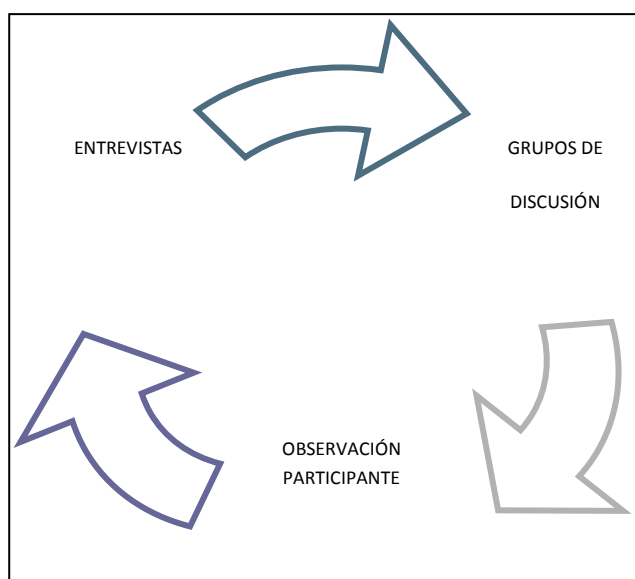 ENTREVISTAS
GRUPOS DE
DISCUSIÓN
OBSERVACIÓN
PARTICIPANTE